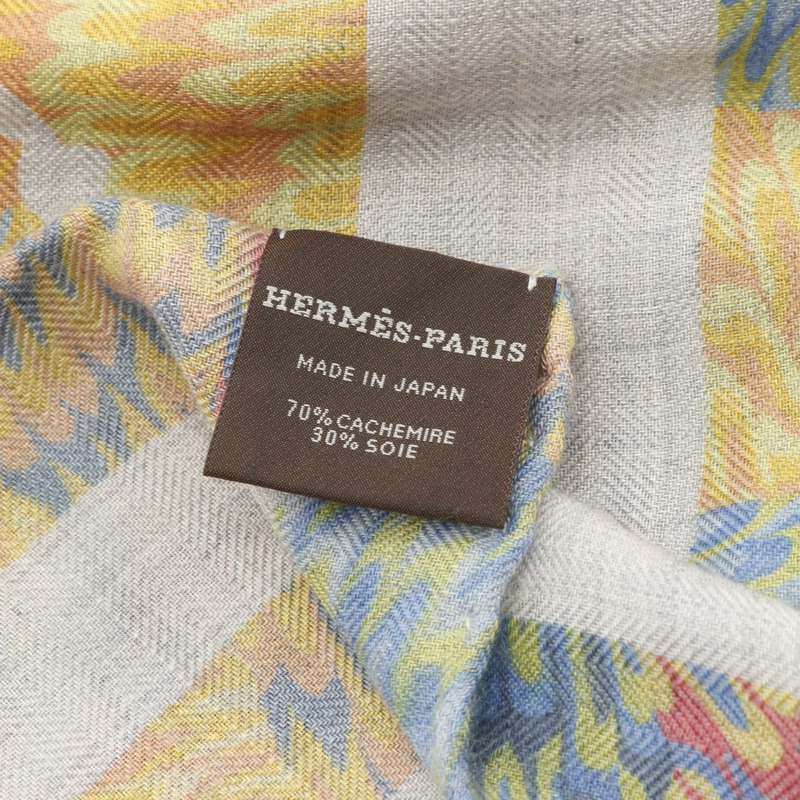 HERMÈS-PARIS
MADE IN JAPAN
70% CACHEMIRE
30% SOIE